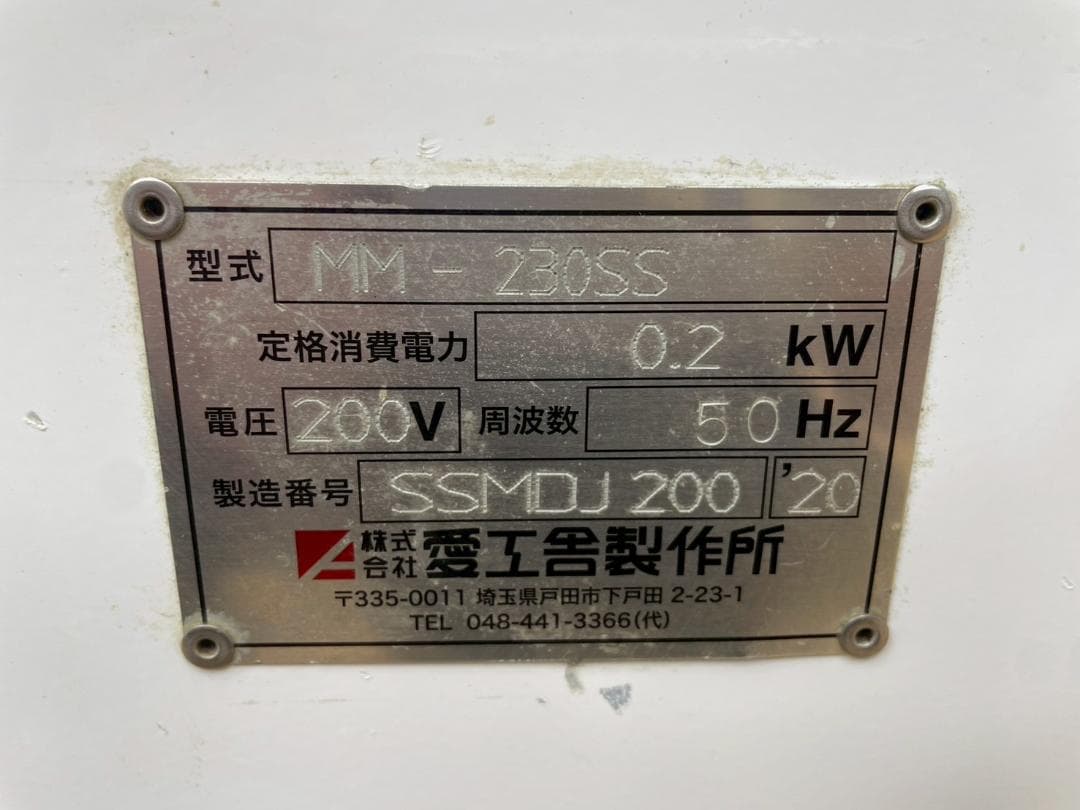 型式 MM-230SS
定格消費電力 0.2 kW
電圧 200V 周波数 50 Hz
製造番号 SSMDJ200 '20
株式会社 愛工舎製作所
〒335-0011 埼玉県戸田市下戸田 2-23-1
TEL 048-441-3366(代)